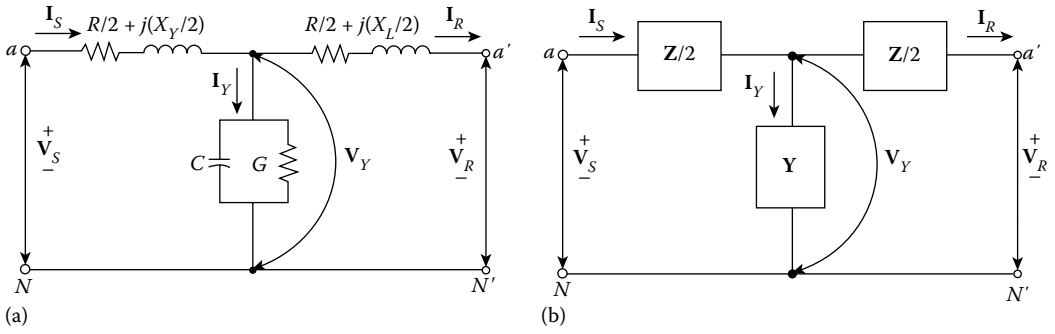 I_S
R/2 + j(X_Y/2)
R/2 + j(X_L/2)
I_R
a
a'
I_Y
+
V_S
–
C
G
V_Y
+
V_R
–
N
N'
(a)
I_S
Z/2
Z/2
I_R
a
a'
I_Y
+
V_S
–
Y
V_Y
+
V_R
–
N
N'
(b)